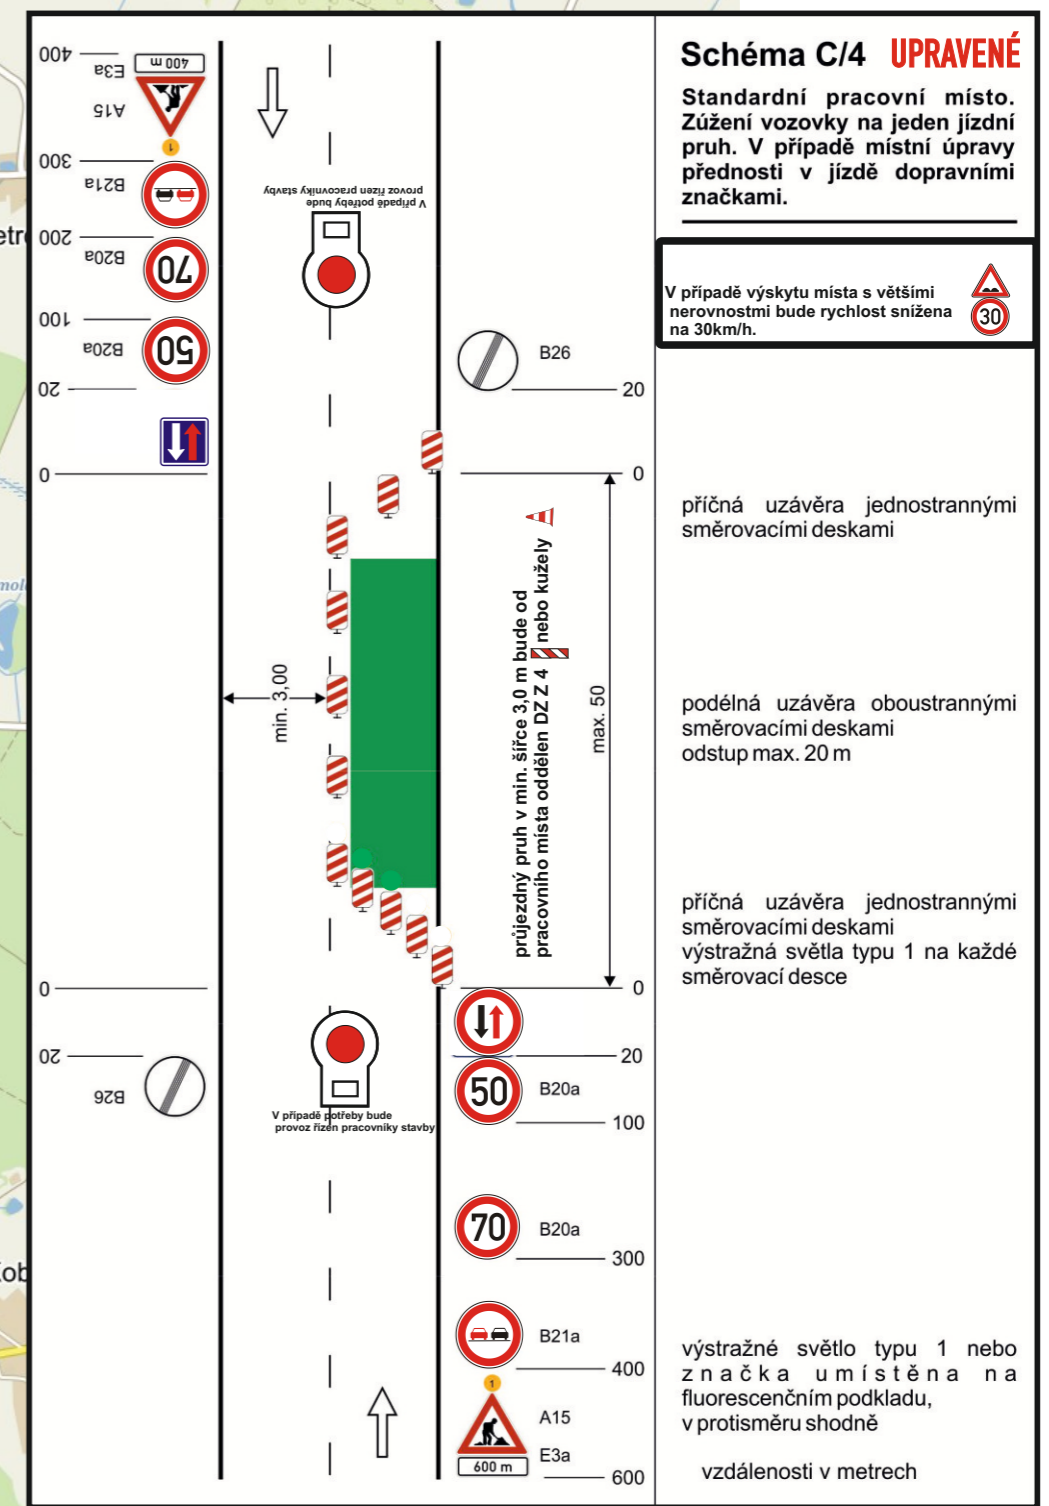 Schéma C/4 UPRAVENÉ
Standardní pracovní místo.
Zúžení vozovky na jeden jízdní
pruh. V případě místní úpravy
přednosti v jízdě dopravními
značkami.
V případě výskytu místa s většími
nerovnostmi bude rychlost snížena
na 30km/h.
30
400
E3a
400 m
A15
1
300
B21a
200
B20a
70
100
B20a
50
20
0
V případě potřeby bude
provoz řízen pracovníky stavby
B26
20
0
příčná uzávěra jednostrannými
směrovacími deskami
průjezdný pruh v min. šířce 3,0 m bude od
pracovního místa oddělen DZ Z 4 nebo kužely
min. 3,00
max. 50
podélná uzávěra oboustrannými
směrovacími deskami
odstup max. 20 m
příčná uzávěra jednostrannými
směrovacími deskami
výstražná světla typu 1 na každé
směrovací desce
0
0
20
B26
20
50
B20a
100
V případě potřeby bude
provoz řízen pracovníky stavby
70
B20a
300
B21a
400
1
A15
E3a
600 m
600
výstražné světlo typu 1 nebo
značka umístěna na
fluorescenčním podkladu,
v protisměru shodně
vzdálenosti v metrech